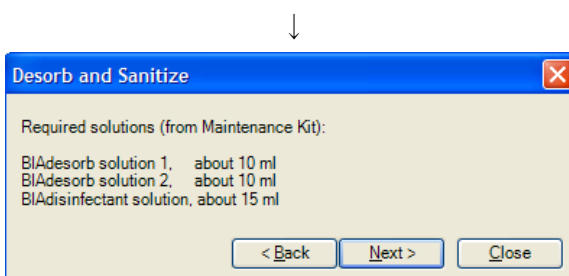 ↓
Desorb and Sanitize
Required solutions (from Maintenance Kit):
BIAdesorb solution 1, about 10 ml
BIAdesorb solution 2, about 10 ml
BIAdisinfectant solution, about 15 ml
< Back Next > Close